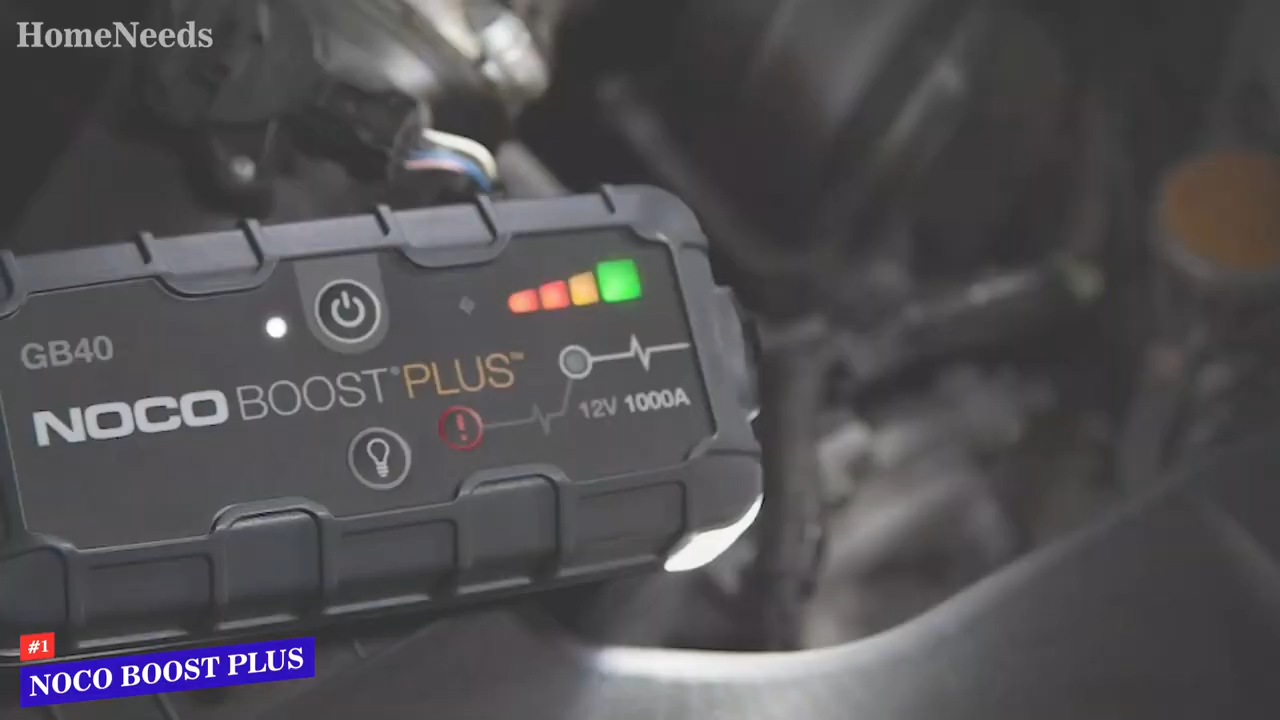 HomeNeeds
GB40
NOCO BOOST® PLUS™
12V 1000A
#1
NOCO BOOST PLUS